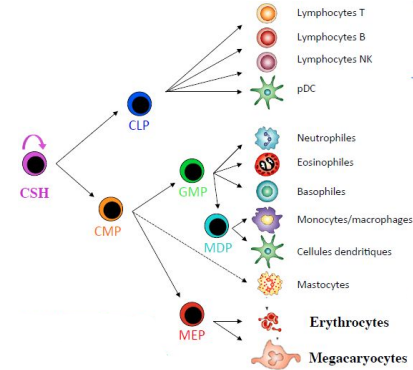 Lymphocytes T
Lymphocytes B
Lymphocytes NK
pDC
CLP
Neutrophiles
Eosinophiles
CSH
GMP
Basophiles
CMP
Monocytes/macrophages
MDP
Cellules dendritiques
Mastocytes
Erythrocytes
MEP
Megacaryocytes